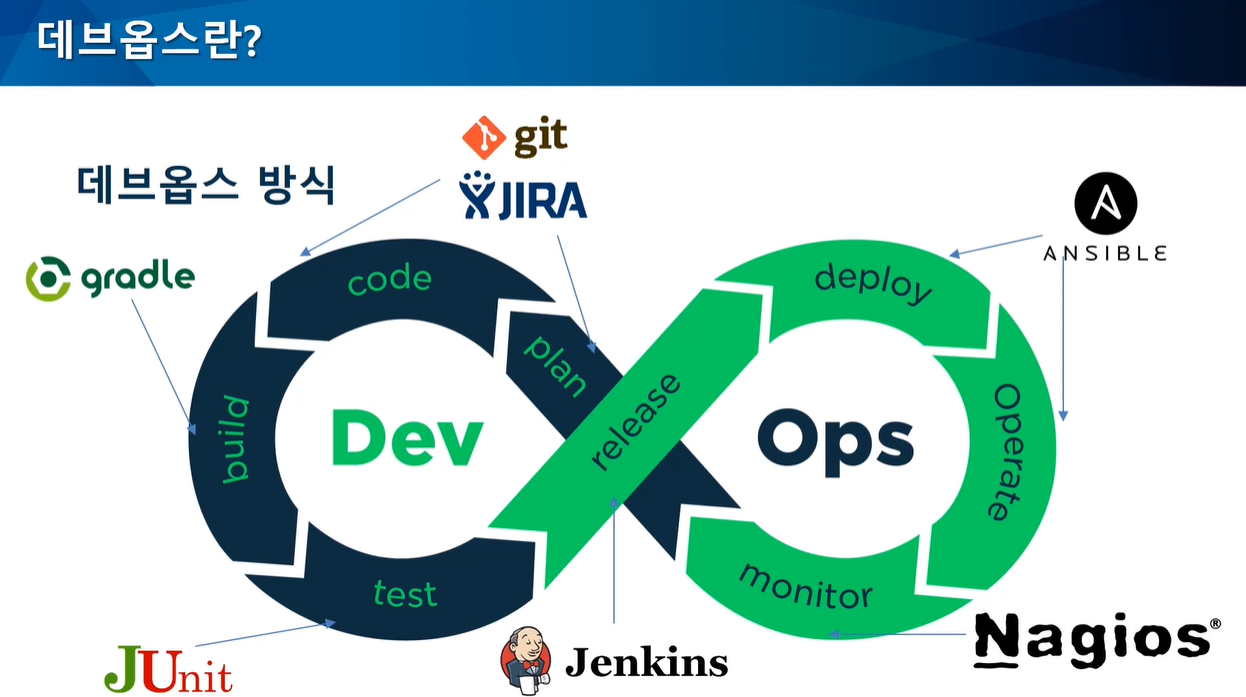 데브옵스란?
데브옵스 방식
git
JIRA
gradle
ANSIBLE
code
plan
build
test
release
deploy
Operate
monitor
Dev
Ops
JUnit
Jenkins
Nagios®